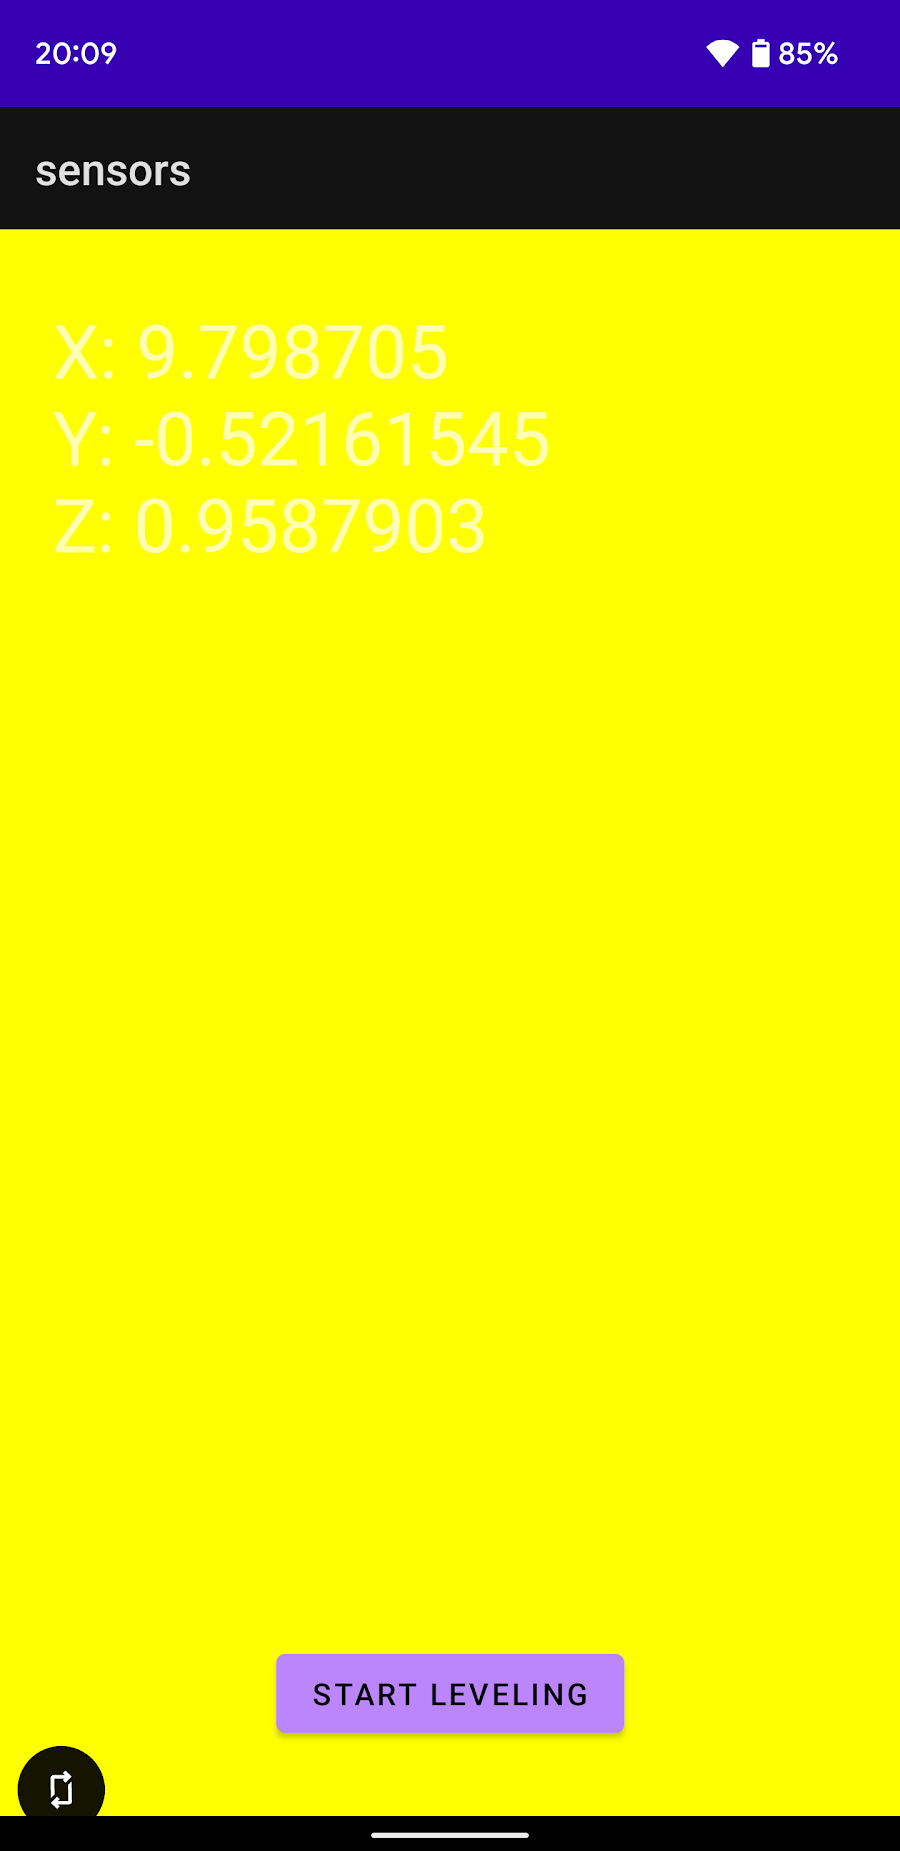 20:09 85%
sensors
X: 9.798705
Y: -0.52161545
Z: 0.9587903
START LEVELING